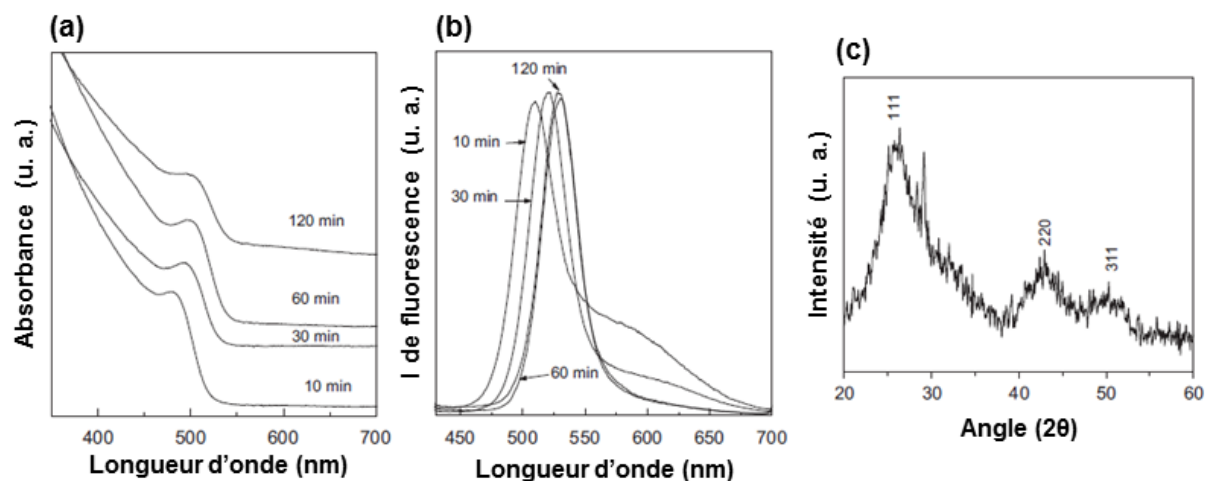 (a)
Absorbance (u. a.)
120 min
60 min
30 min
10 min
400 500 600 700
Longueur d'onde (nm)
(b)
I de fluorescence (u. a.)
120 min
10 min
30 min
60 min
450 500 550 600 650 700
Longueur d'onde (nm)
(c)
Intensité (u. a.)
111
220
311
20 30 40 50 60
Angle (2θ)